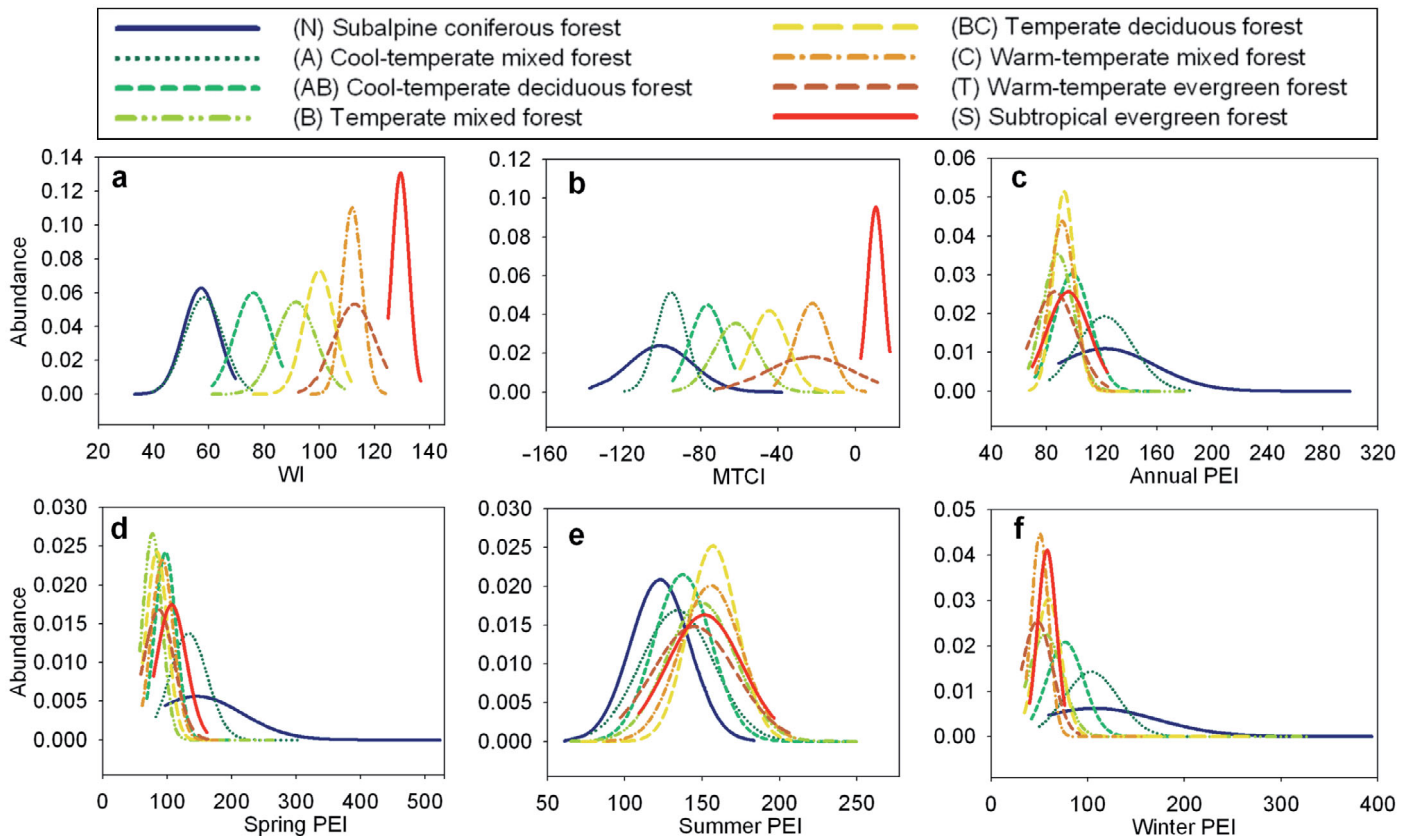 (N) Subalpine coniferous forest
(A) Cool-temperate mixed forest
(AB) Cool-temperate deciduous forest
(B) Temperate mixed forest
(BC) Temperate deciduous forest
(C) Warm-temperate mixed forest
(T) Warm-temperate evergreen forest
(S) Subtropical evergreen forest
a
Abundance
0.14
0.12
0.10
0.08
0.06
0.04
0.02
0.00
20 40 60 80 100 120 140
WI
b
0.12
0.10
0.08
0.06
0.04
0.02
0.00
−160 −120 −80 −40 0
MTCI
c
0.06
0.05
0.04
0.03
0.02
0.01
0.00
40 80 120 160 200 240 280 320
Annual PEI
d
Abundance
0.030
0.025
0.020
0.015
0.010
0.005
0.000
0 100 200 300 400 500
Spring PEI
e
0.030
0.025
0.020
0.015
0.010
0.005
0.000
50 100 150 200 250
Summer PEI
f
0.05
0.04
0.03
0.02
0.01
0.00
0 100 200 300 400
Winter PEI